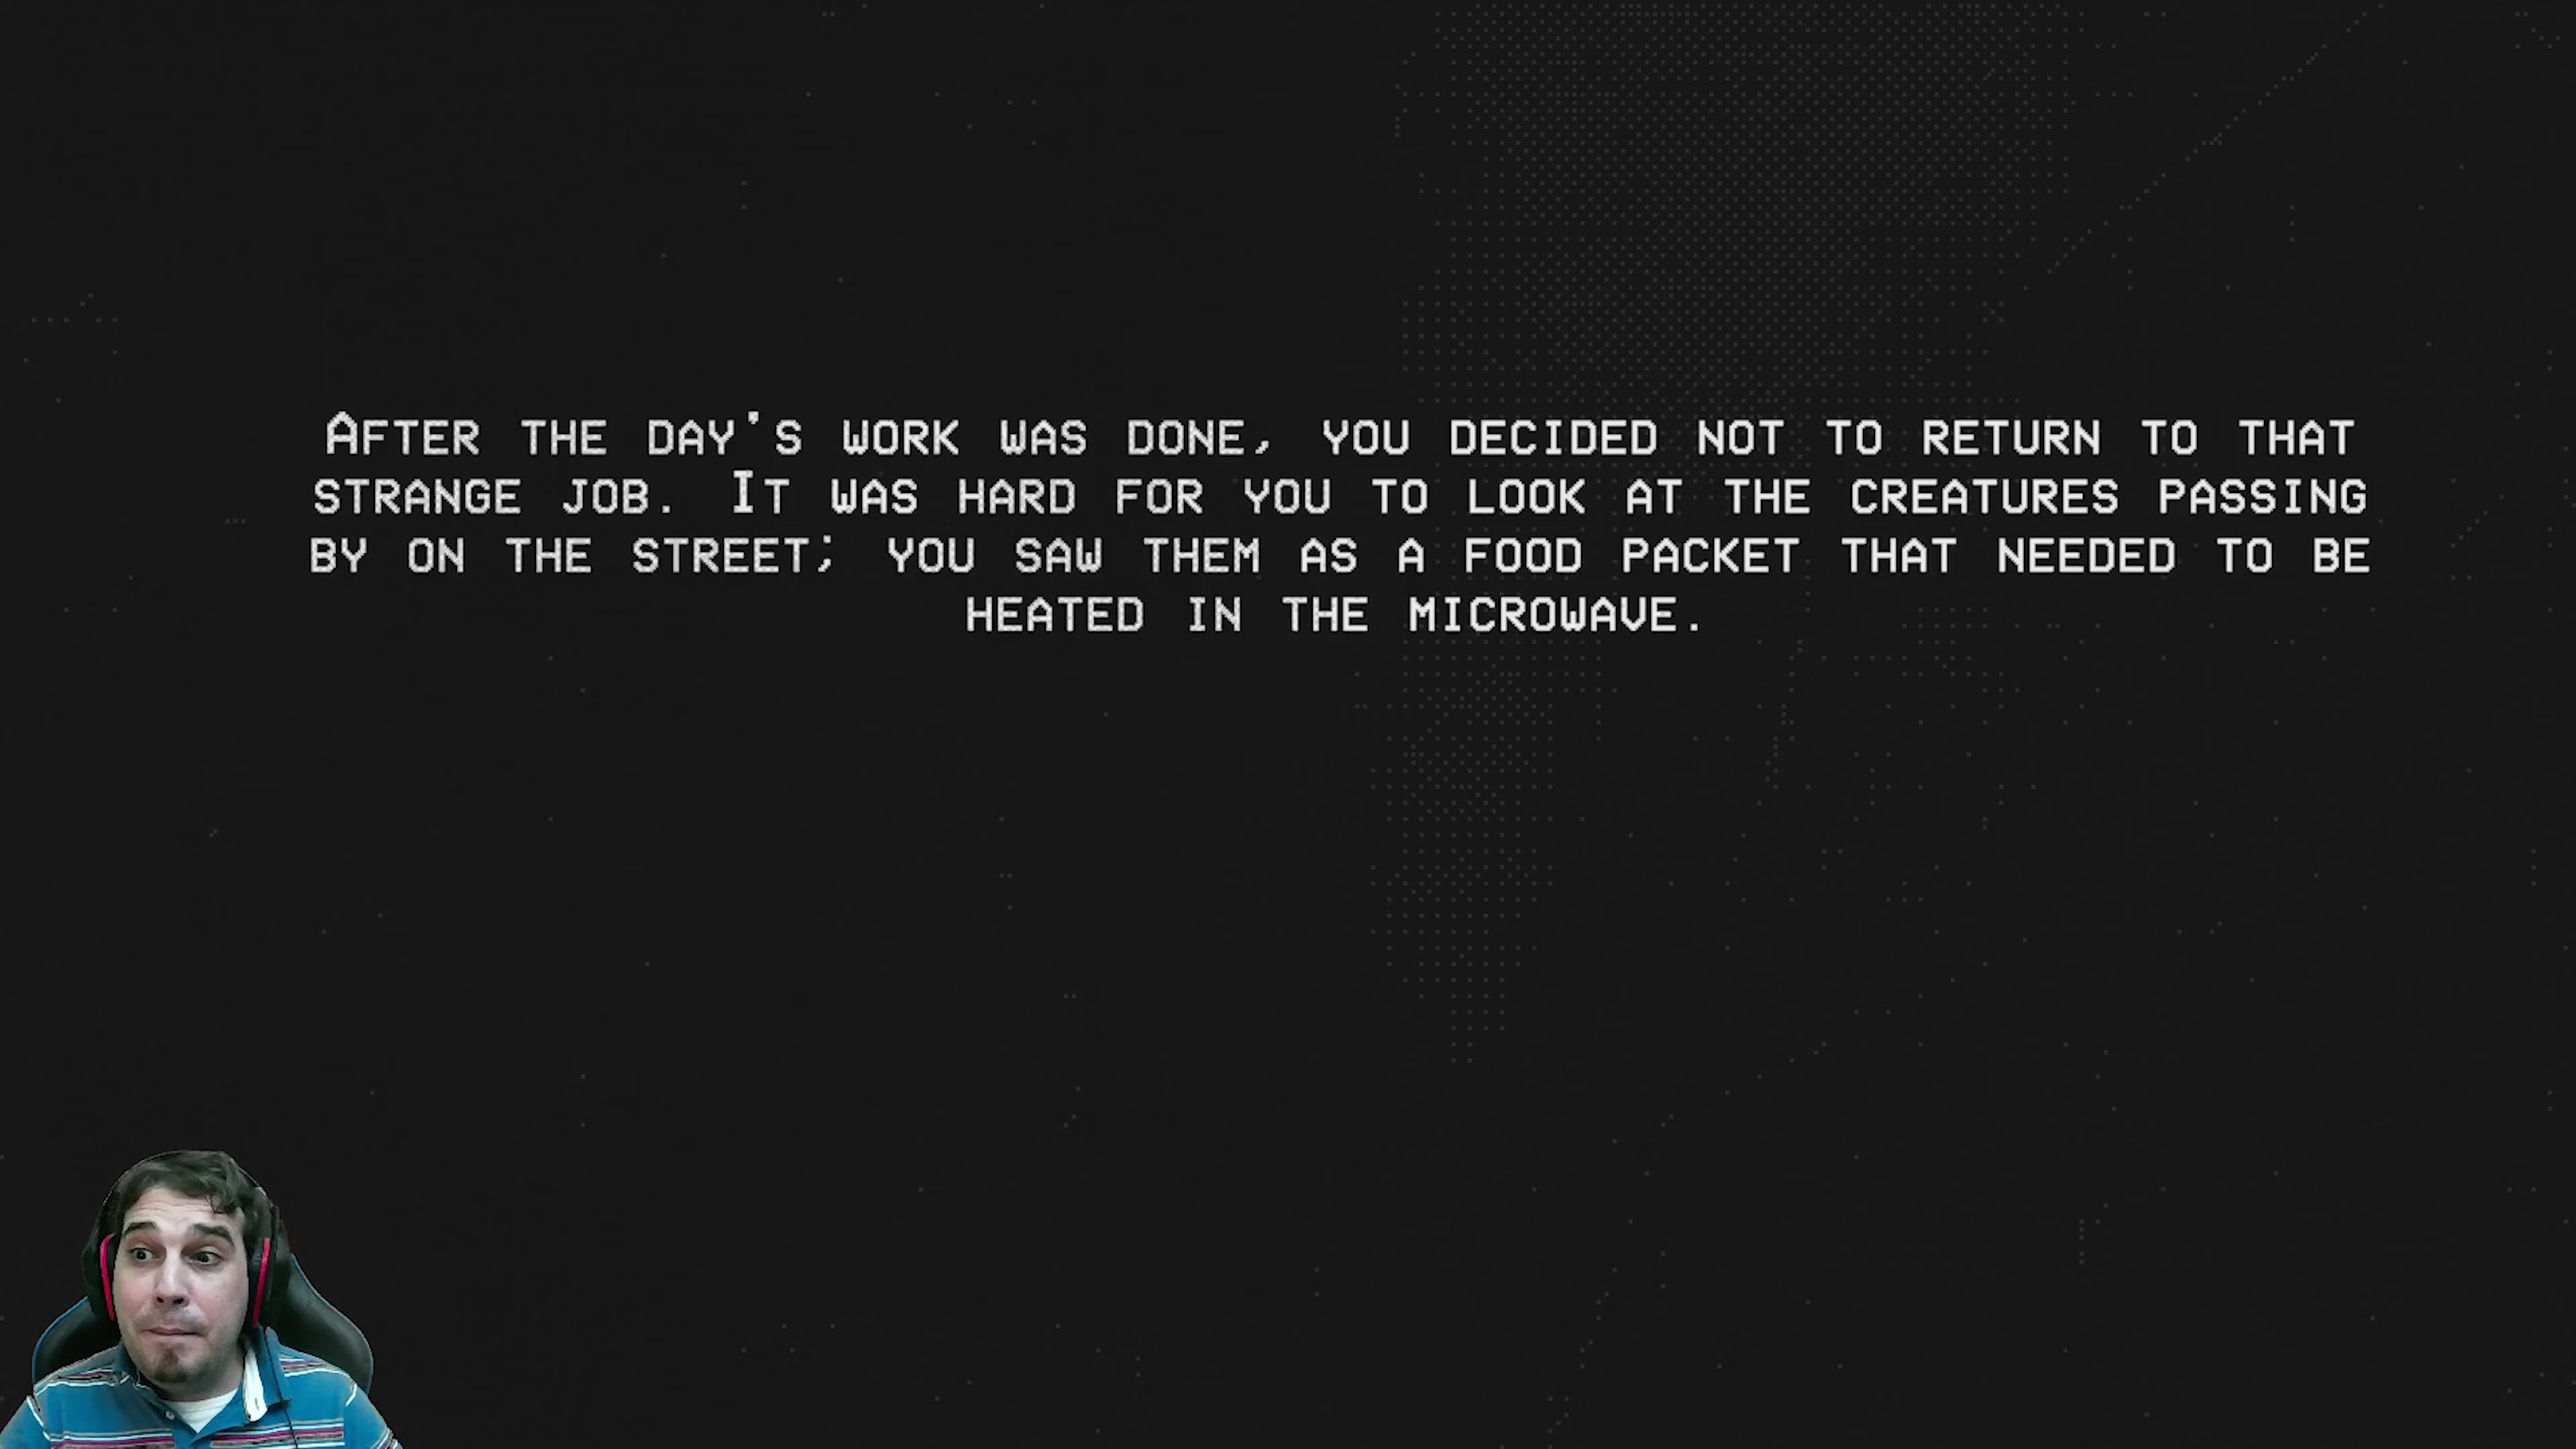 After the day's work was done, you decided not to return to that
strange job. It was hard for you to look at the creatures passing
by on the street; you saw them as a food packet that needed to be
heated in the microwave.